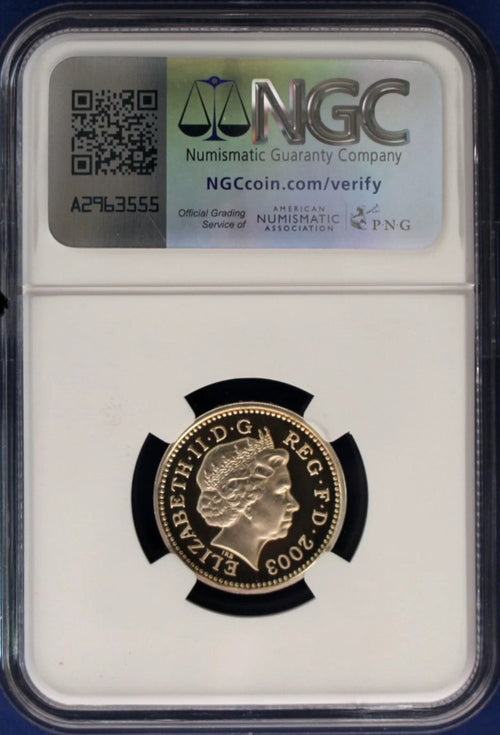 NGC
Numismatic Guaranty Company
NGCcoin.com/verify
A2963555
Official Grading
Service of
AMERICAN
NUMISMATIC
ASSOCIATION
PNG
ELIZABETH·II·D·G REG·F·D·2003
IRB